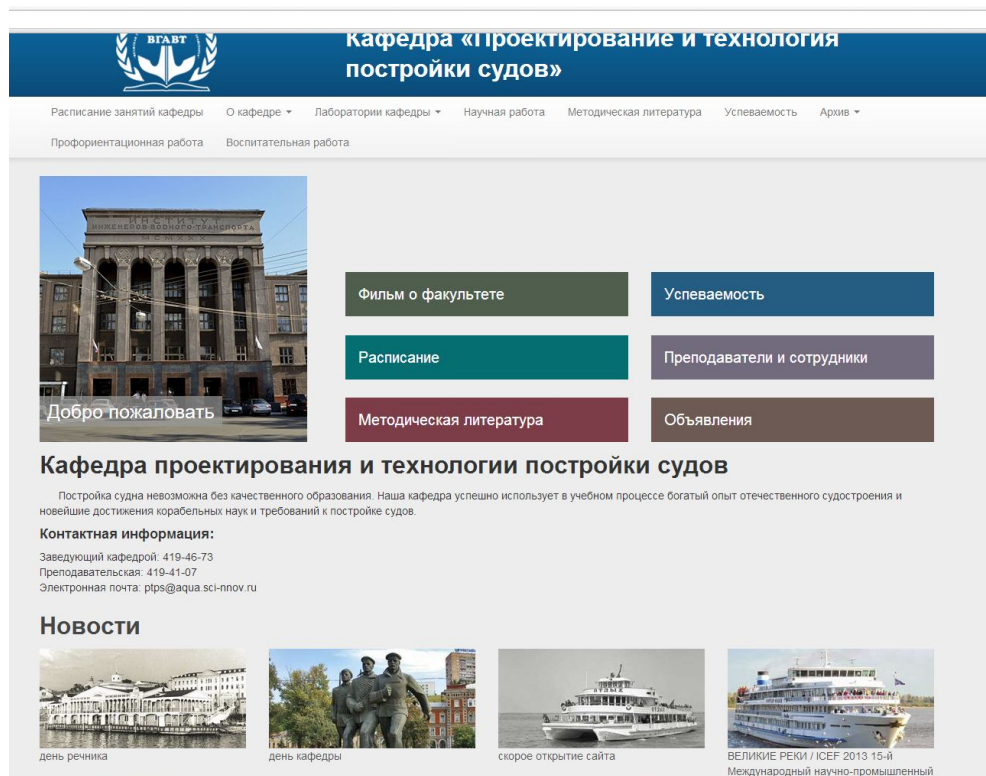 ВГАВТ
Кафедра «Проектирование и технология
постройки судов»
Расписание занятий кафедры О кафедре Лаборатории кафедры Научная работа Методическая литература Успеваемость Архив
Профориентационная работа Воспитательная работа
ИНСТИТУТ
ИНЖЕНЕРОВ ВОДНОГО ТРАНСПОРТА
MCMXXX
Добро пожаловать
Фильм о факультете
Успеваемость
Расписание
Преподаватели и сотрудники
Методическая литература
Объявления
Кафедра проектирования и технологии постройки судов
Постройка судна невозможна без качественного образования. Наша кафедра успешно использует в учебном процессе богатый опыт отечественного судостроения и
новейшие достижения корабельных наук и требований к постройке судов.
Контактная информация:
Заведующий кафедрой: 419-46-73
Преподавательская: 419-41-07
Электронная почта: ptps@aqua.sci-nnov.ru
Новости
ОТДЫХ
день речника
день кафедры
скорое открытие сайта
ВЕЛИКИЕ РЕКИ / ICEF 2013 15-й
Международный научно-промышленный